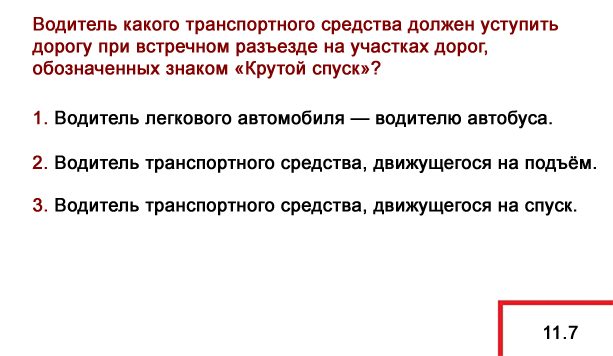 Водитель какого транспортного средства должен уступить
дорогу при встречном разъезде на участках дорог,
обозначенных знаком «Крутой спуск»?
1. Водитель легкового автомобиля — водителю автобуса.
2. Водитель транспортного средства, движущегося на подъём.
3. Водитель транспортного средства, движущегося на спуск.
11.7